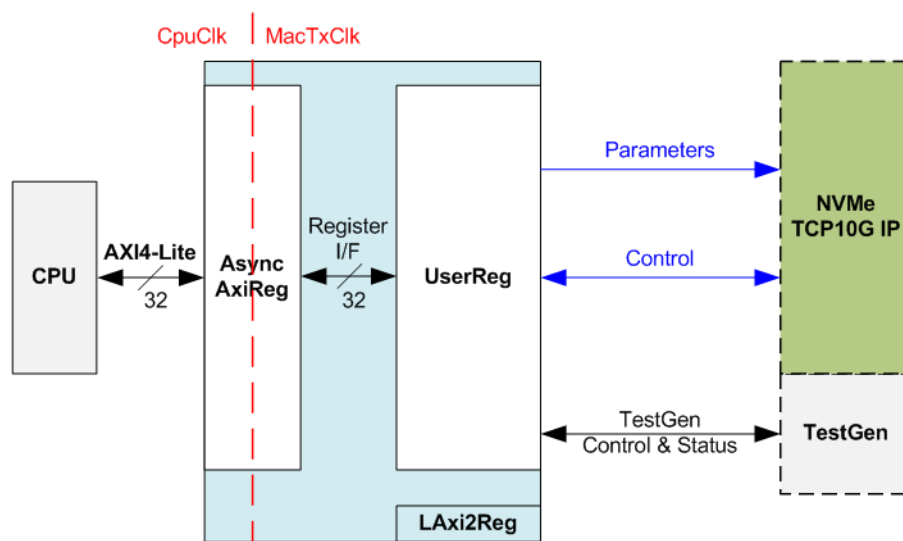 CpuClk
MacTxClk
CPU
AXI4-Lite
32
Async
AxiReg
Register
I/F
32
UserReg
Parameters
Control
TestGen
Control & Status
NVMe
TCP10G IP
TestGen
LAxi2Reg